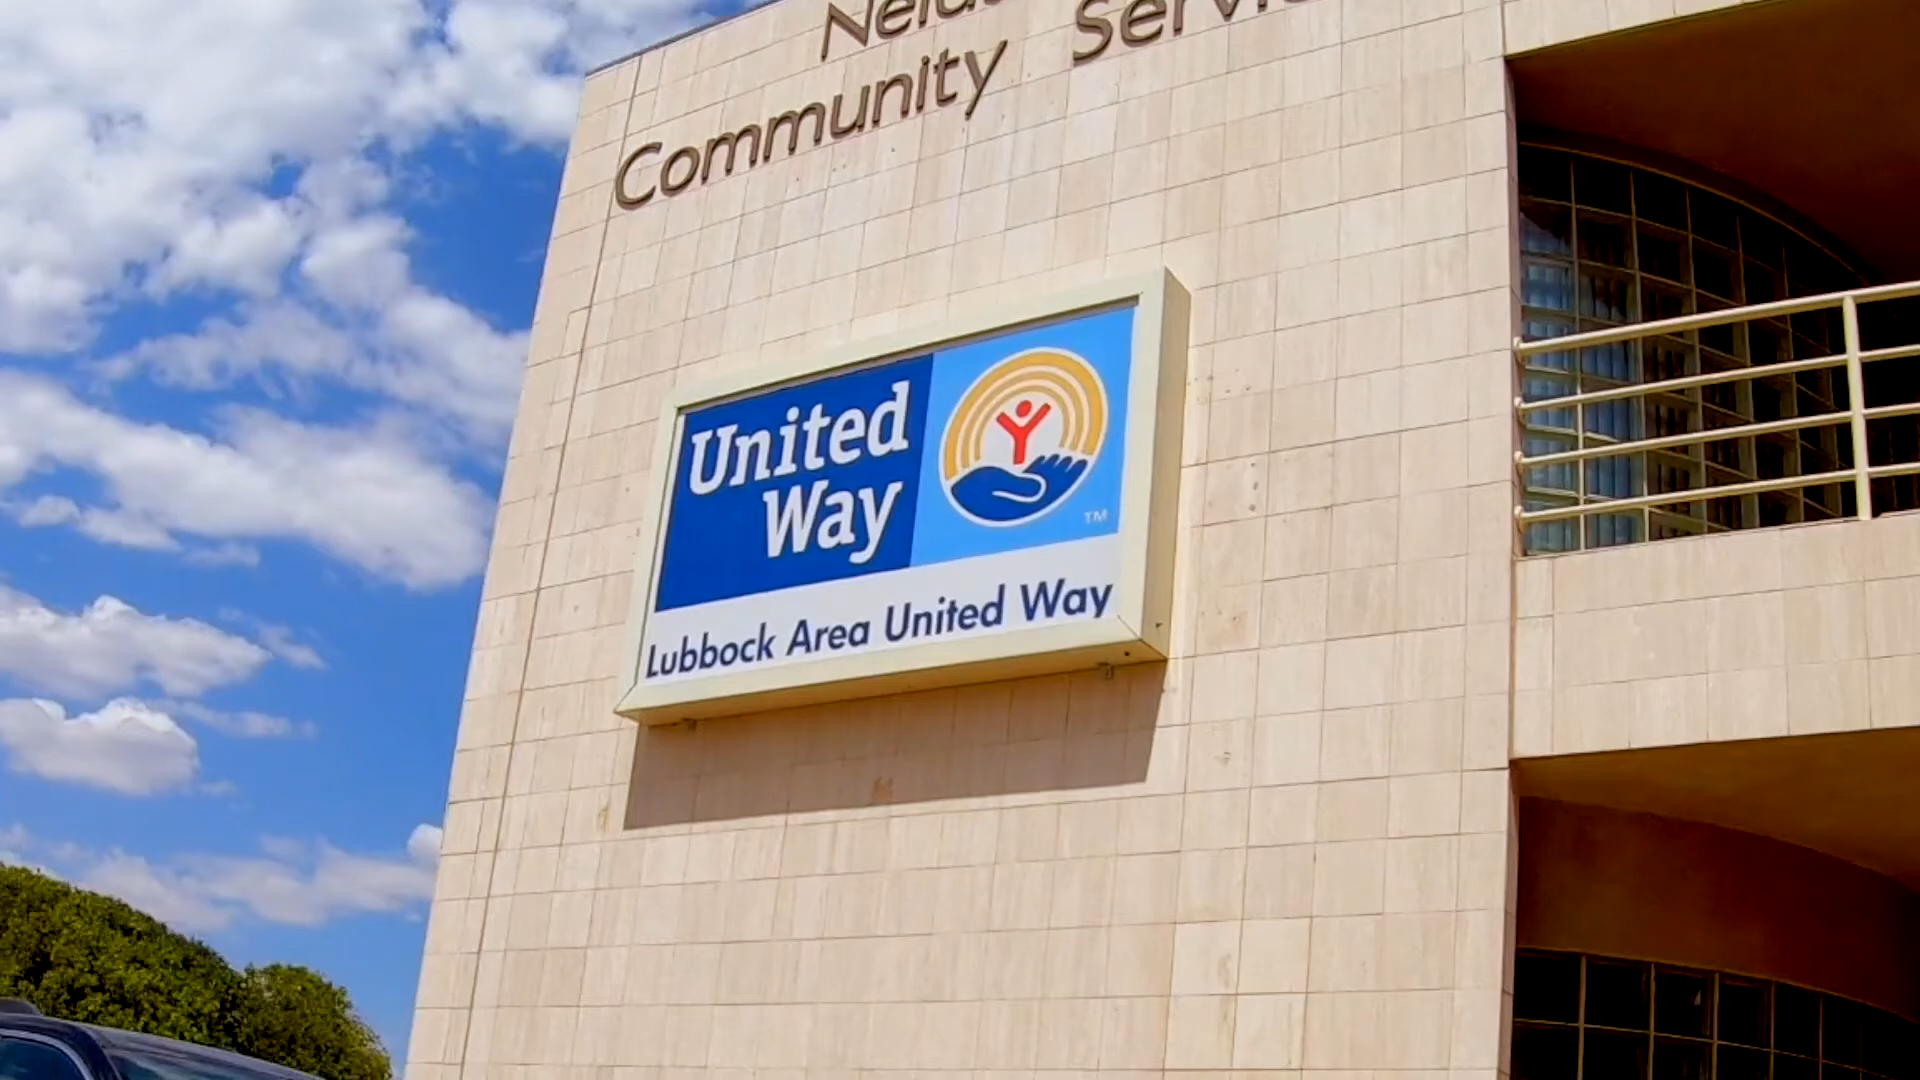 Community
United
Way
TM
Lubbock Area United Way